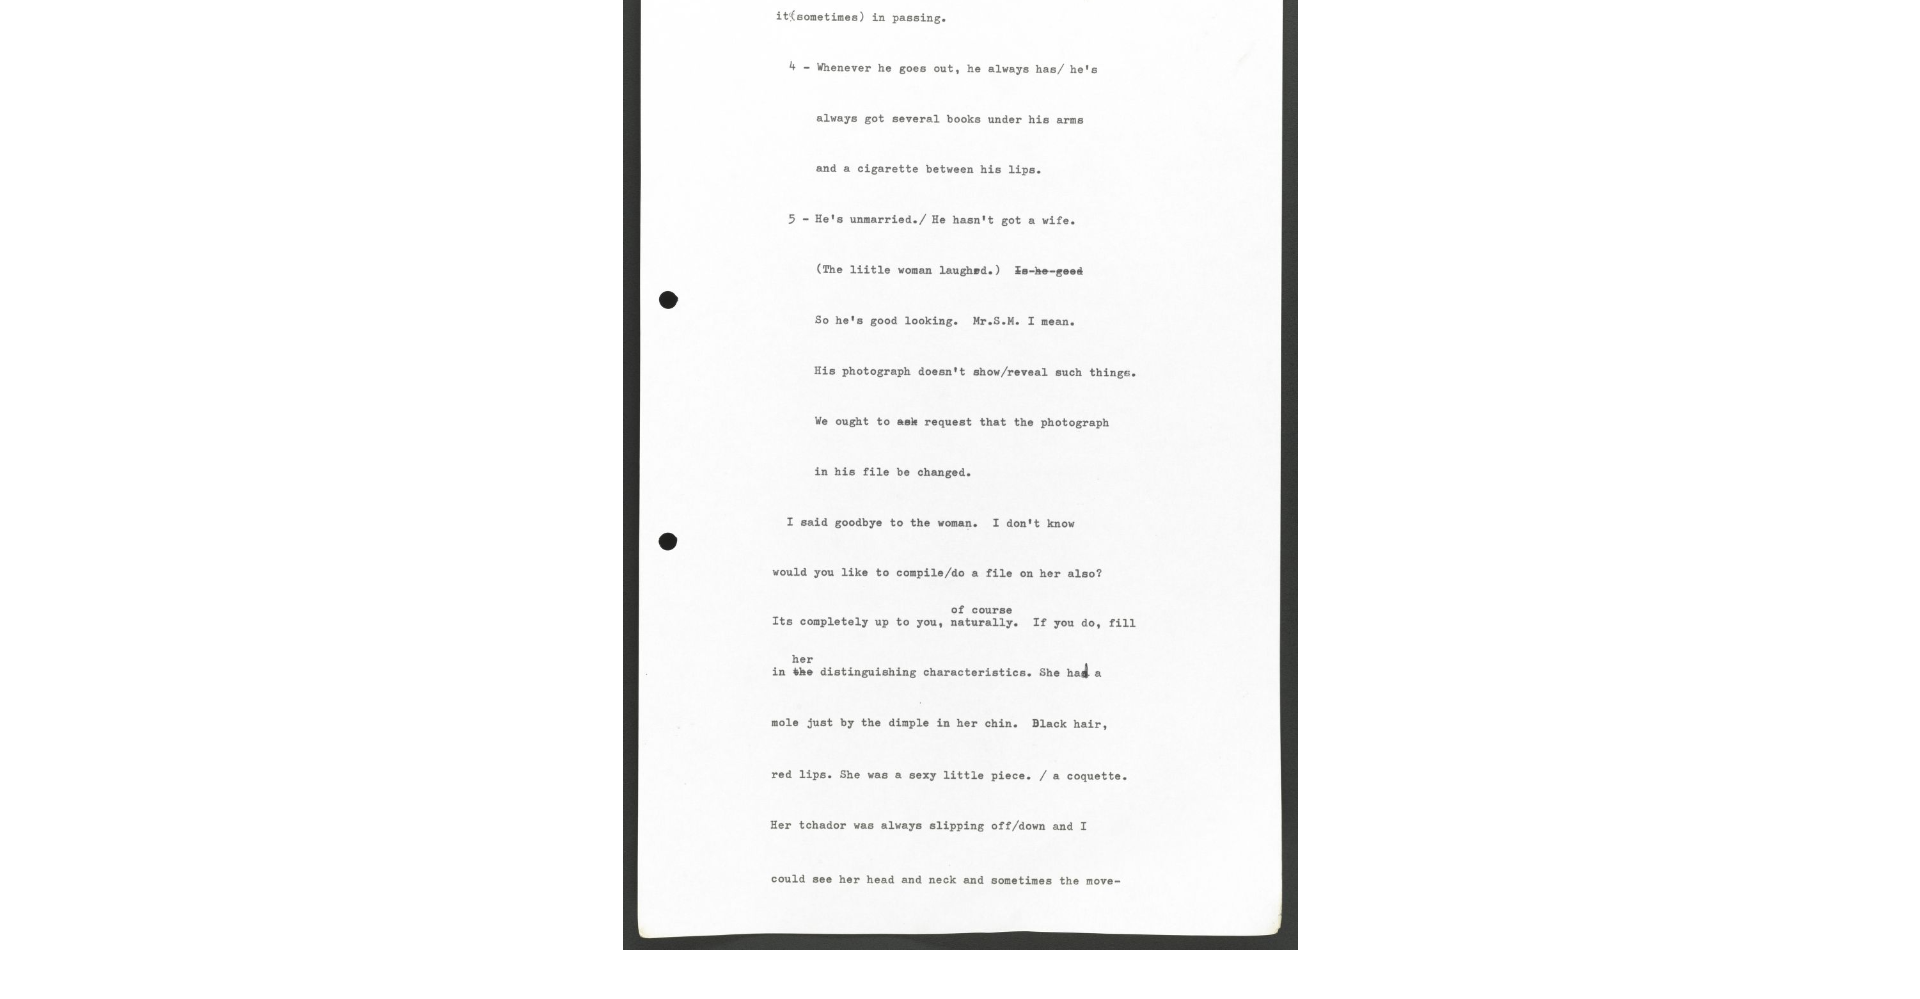 it(sometimes) in passing.
4 - Whenever he goes out, he always has/ he's
always got several books under his arms
and a cigarette between his lips.
5 - He's unmarried./ He hasn't got a wife.
(The liitle woman laughed.) Is he good
So he's good looking. Mr.S.M. I mean.
His photograph doesn't show/reveal such things.
We ought to ask request that the photograph
in his file be changed.
I said goodbye to the woman. I don't know
would you like to compile/do a file on her also?
of course
Its completely up to you, naturally. If you do, fill
her
in the distinguishing characteristics. She had a
mole just by the dimple in her chin. Black hair,
red lips. She was a sexy little piece. / a coquette.
Her tchador was always slipping off/down and I
could see her head and neck and sometimes the move-